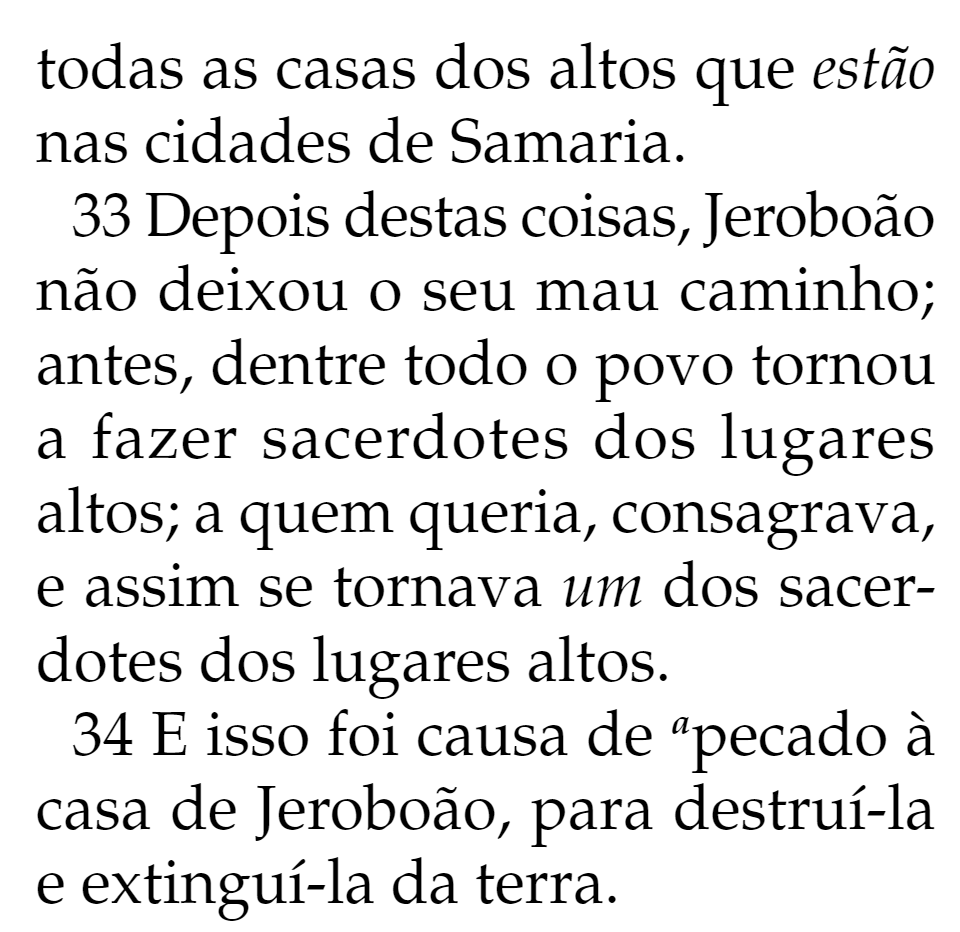 todas as casas dos altos que estão
nas cidades de Samaria.
33 Depois destas coisas, Jeroboão
não deixou o seu mau caminho;
antes, dentre todo o povo tornou
a fazer sacerdotes dos lugares
altos; a quem queria, consagrava,
e assim se tornava um dos sacer-
dotes dos lugares altos.
34 E isso foi causa de ᵃpecado à
casa de Jeroboão, para destruí-la
e extinguí-la da terra.